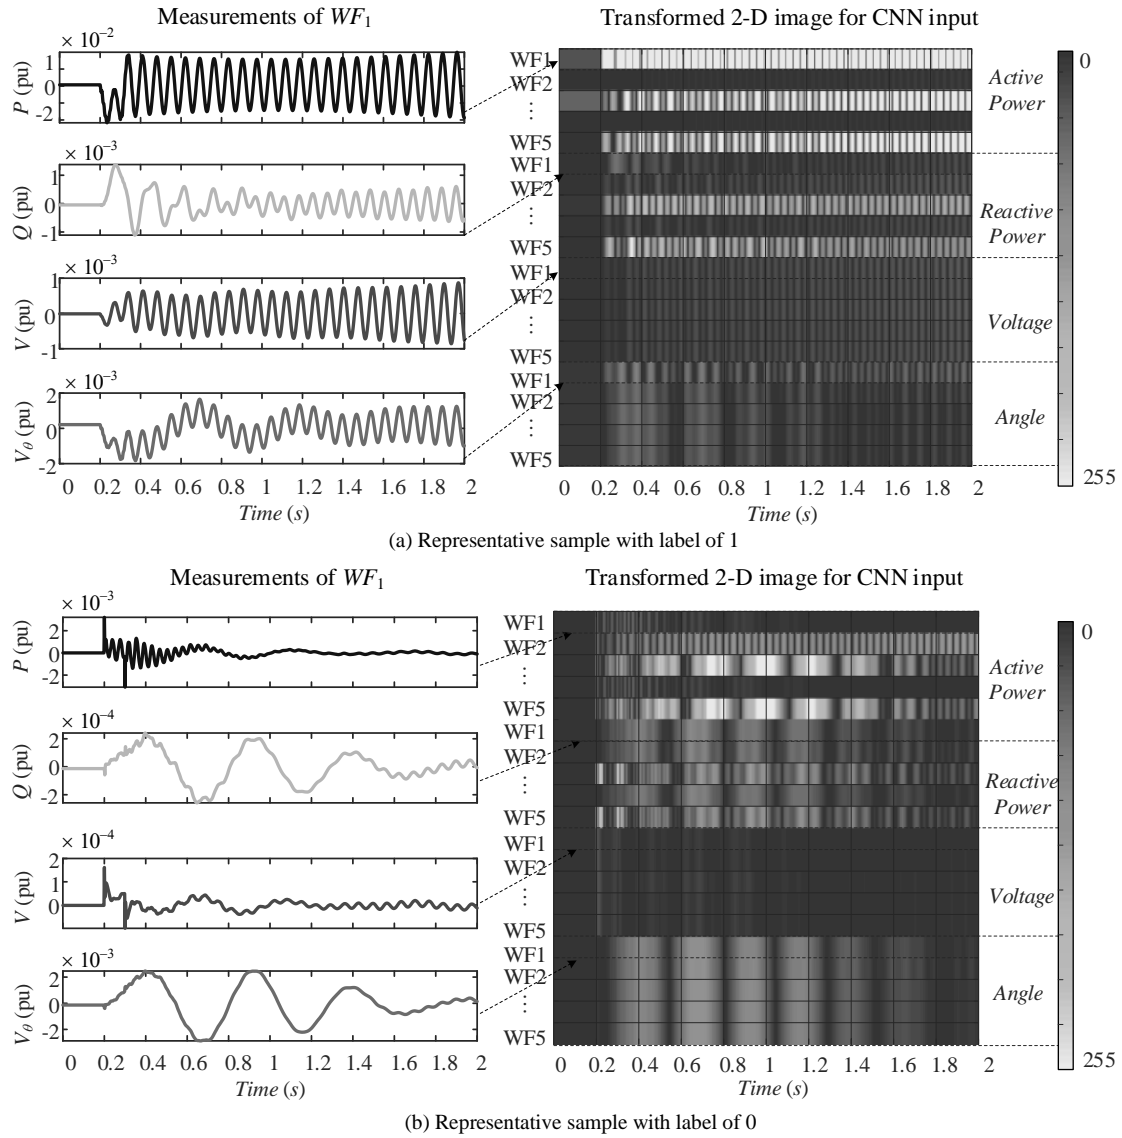 Measurements of WF1
Transformed 2-D image for CNN input
× 10⁻²
P (pu)
1
0
-2
× 10⁻³
Q (pu)
1
0
-1
× 10⁻³
V (pu)
1
0
-1
× 10⁻³
Vθ (pu)
2
0
-2
0 0.2 0.4 0.6 0.8 1 1.2 1.4 1.6 1.8 2
Time (s)
WF1
WF2
⋮
WF5
WF1
WF2
⋮
WF5
WF1
WF2
⋮
WF5
WF1
WF2
⋮
WF5
0 0.2 0.4 0.6 0.8 1 1.2 1.4 1.6 1.8 2
Time (s)
Active
Power
Reactive
Power
Voltage
Angle
0
255
(a) Representative sample with label of 1
Measurements of WF1
Transformed 2-D image for CNN input
× 10⁻³
P (pu)
2
0
-2
× 10⁻⁴
Q (pu)
2
0
-2
× 10⁻⁴
V (pu)
2
1
0
-1
× 10⁻³
Vθ (pu)
2
0
-2
0 0.2 0.4 0.6 0.8 1 1.2 1.4 1.6 1.8 2
Time (s)
WF1
WF2
⋮
WF5
WF1
WF2
⋮
WF5
WF1
WF2
⋮
WF5
WF1
WF2
⋮
WF5
0 0.2 0.4 0.6 0.8 1 1.2 1.4 1.6 1.8 2
Time (s)
Active
Power
Reactive
Power
Voltage
Angle
0
255
(b) Representative sample with label of 0